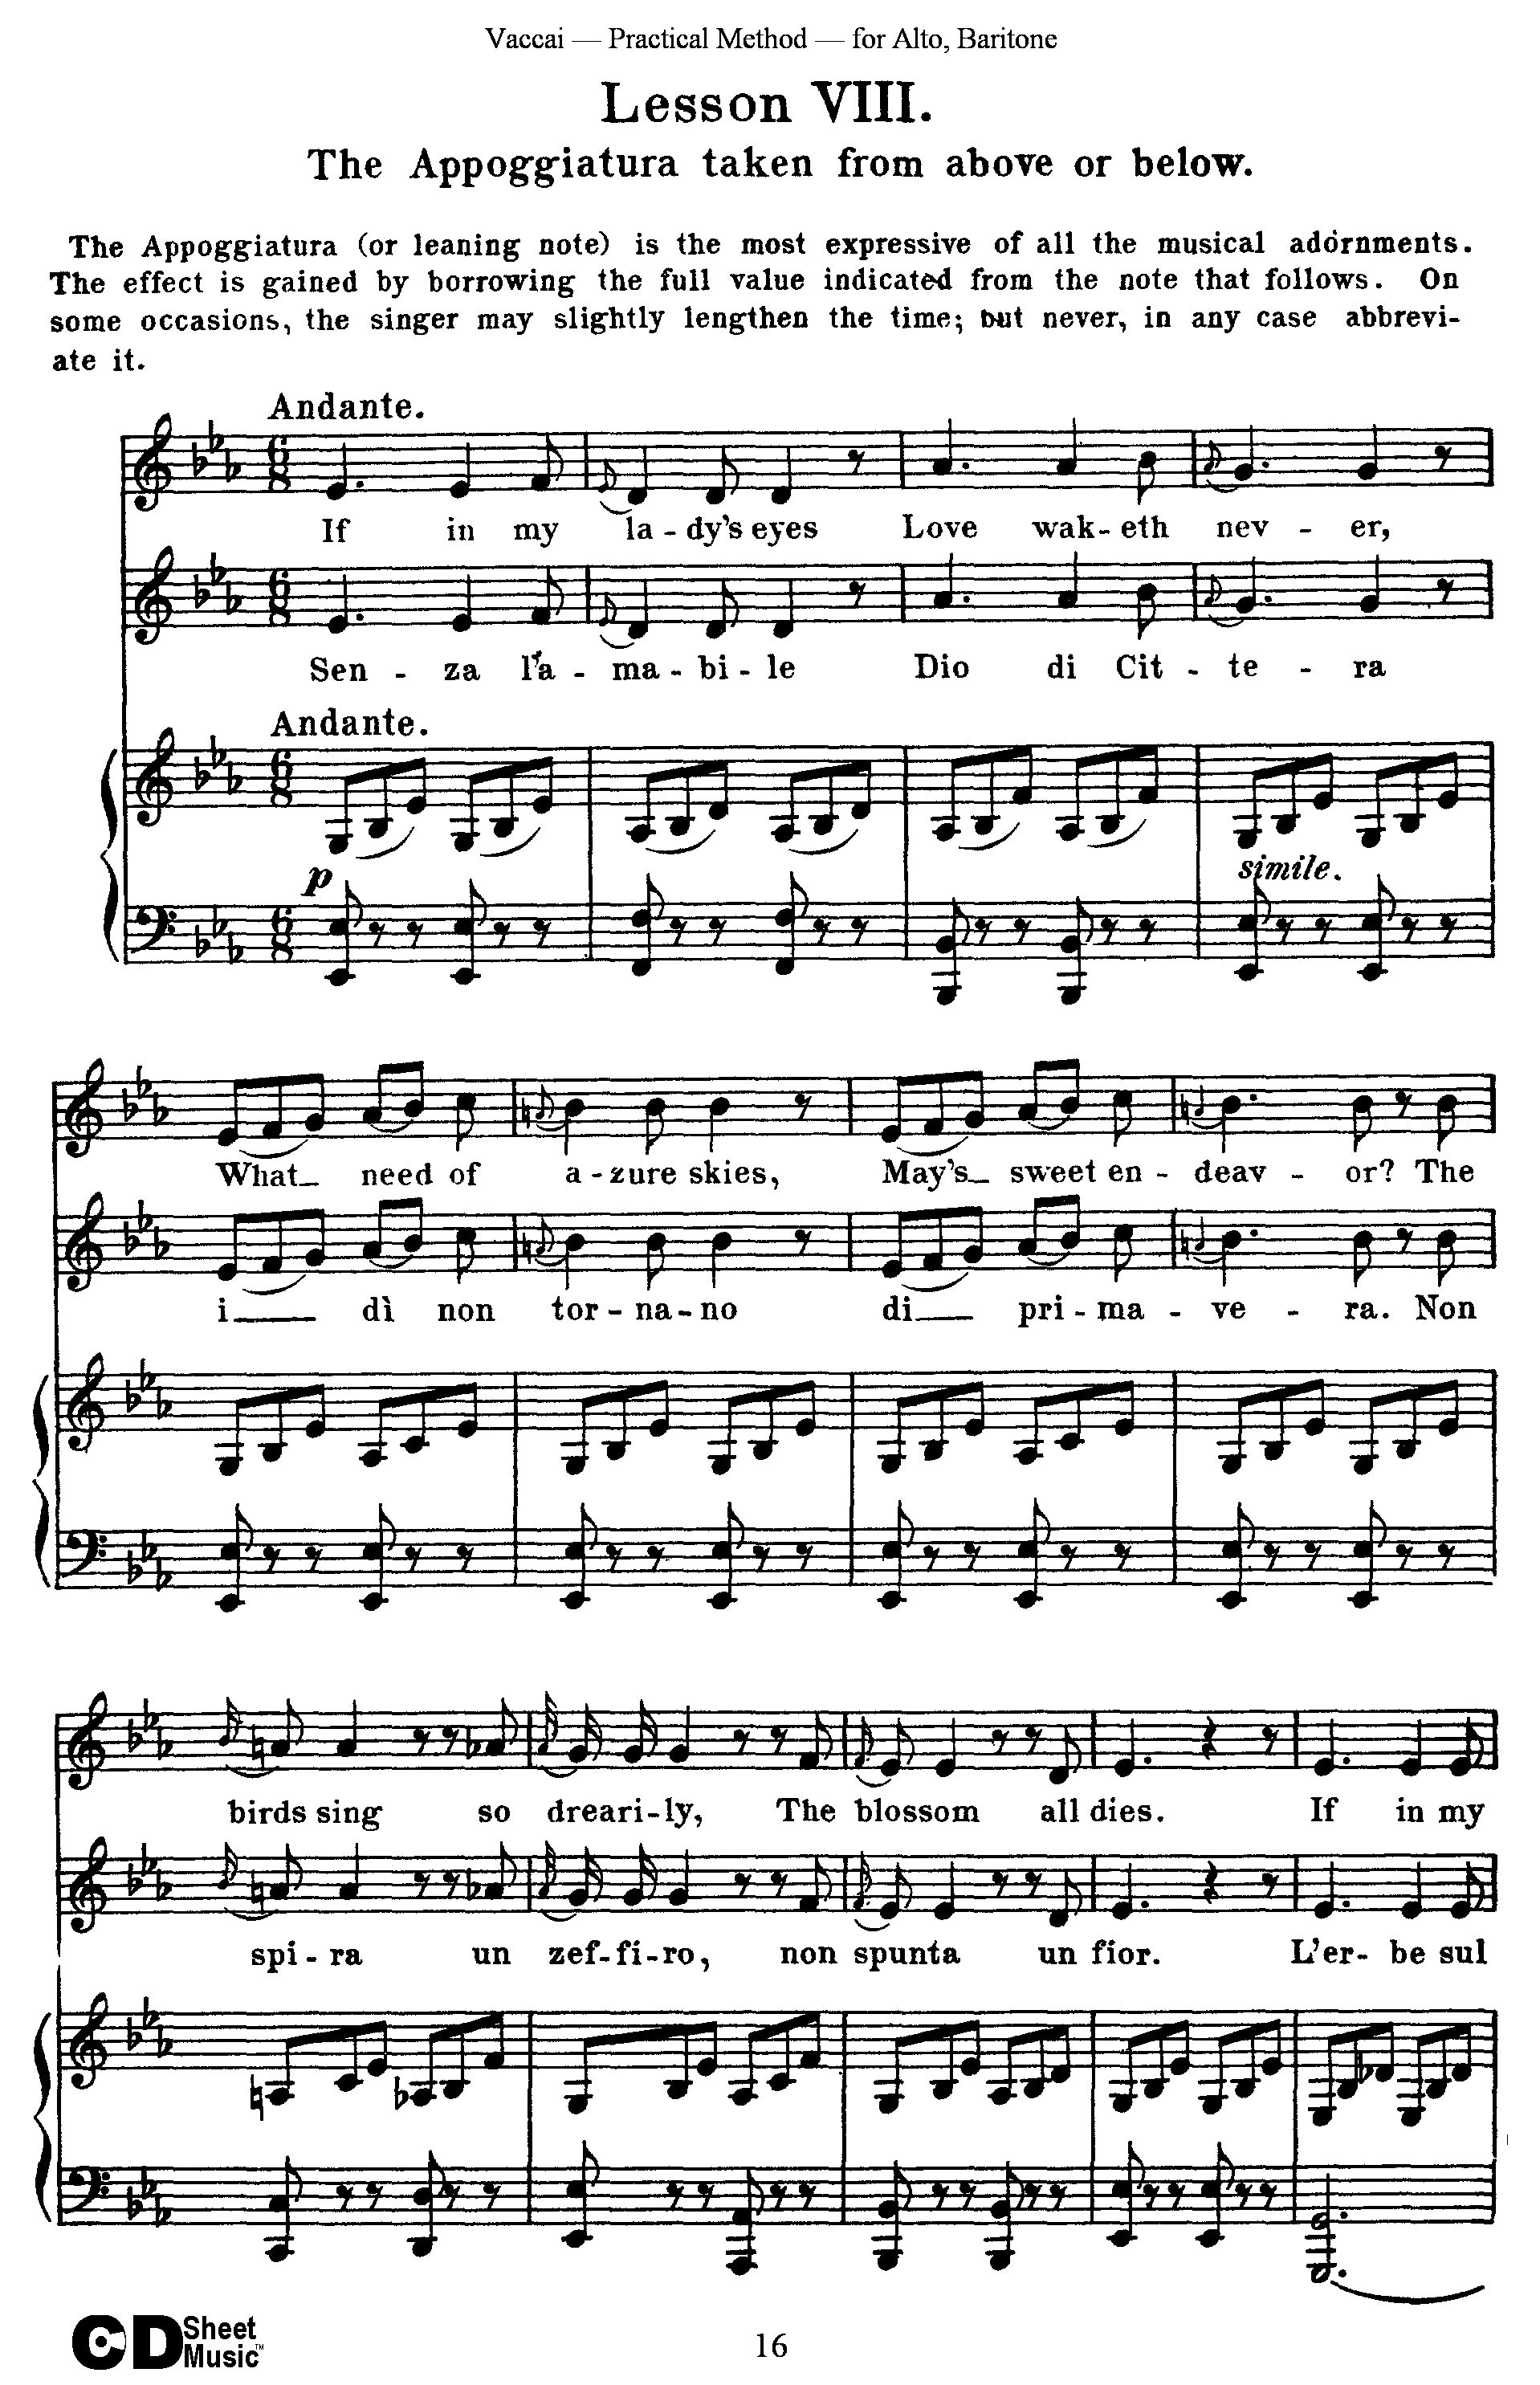 Vaccai — Practical Method — for Alto, Baritone
Lesson VIII.
The Appoggiatura taken from above or below.
The Appoggiatura (or leaning note) is the most expressive of all the musical adornments.
The effect is gained by borrowing the full value indicated from the note that follows. On
some occasions, the singer may slightly lengthen the time; but never, in any case abbrevi-
ate it.
Andante.
If in my la-dy's eyes Love wak-eth nev - er,
Sen - za l'a - ma - bi - le Dio di Cit - te - ra
Andante.
p
simile.
What_ need of a-zure skies, May's_ sweet en - deav - or? The
i___ dì non tor-na-no di___ pri-ma - ve - ra. Non
birds sing so dreari-ly, The blossom all dies. If in my
spi-ra un zef-fi-ro, non spunta un fior. L'er- be sul
CD Sheet Music™
16